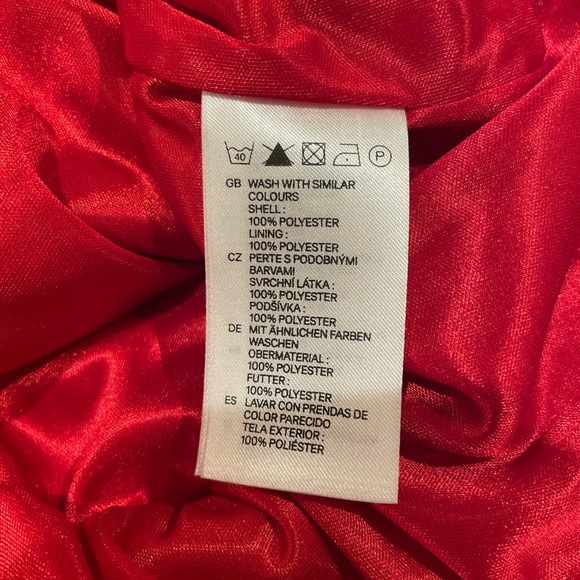 40 P
GB WASH WITH SIMILAR
COLOURS
SHELL :
100% POLYESTER
LINING :
100% POLYESTER
CZ PERTE S PODOBNÝMI
BARVAMI
SVRCHNÍ LÁTKA :
100% POLYESTER
PODŠÍVKA :
100% POLYESTER
DE MIT ÄHNLICHEN FARBEN
WASCHEN
OBERMATERIAL :
100% POLYESTER
FUTTER :
100% POLYESTER
ES LAVAR CON PRENDAS DE
COLOR PARECIDO
TELA EXTERIOR :
100% POLIÉSTER